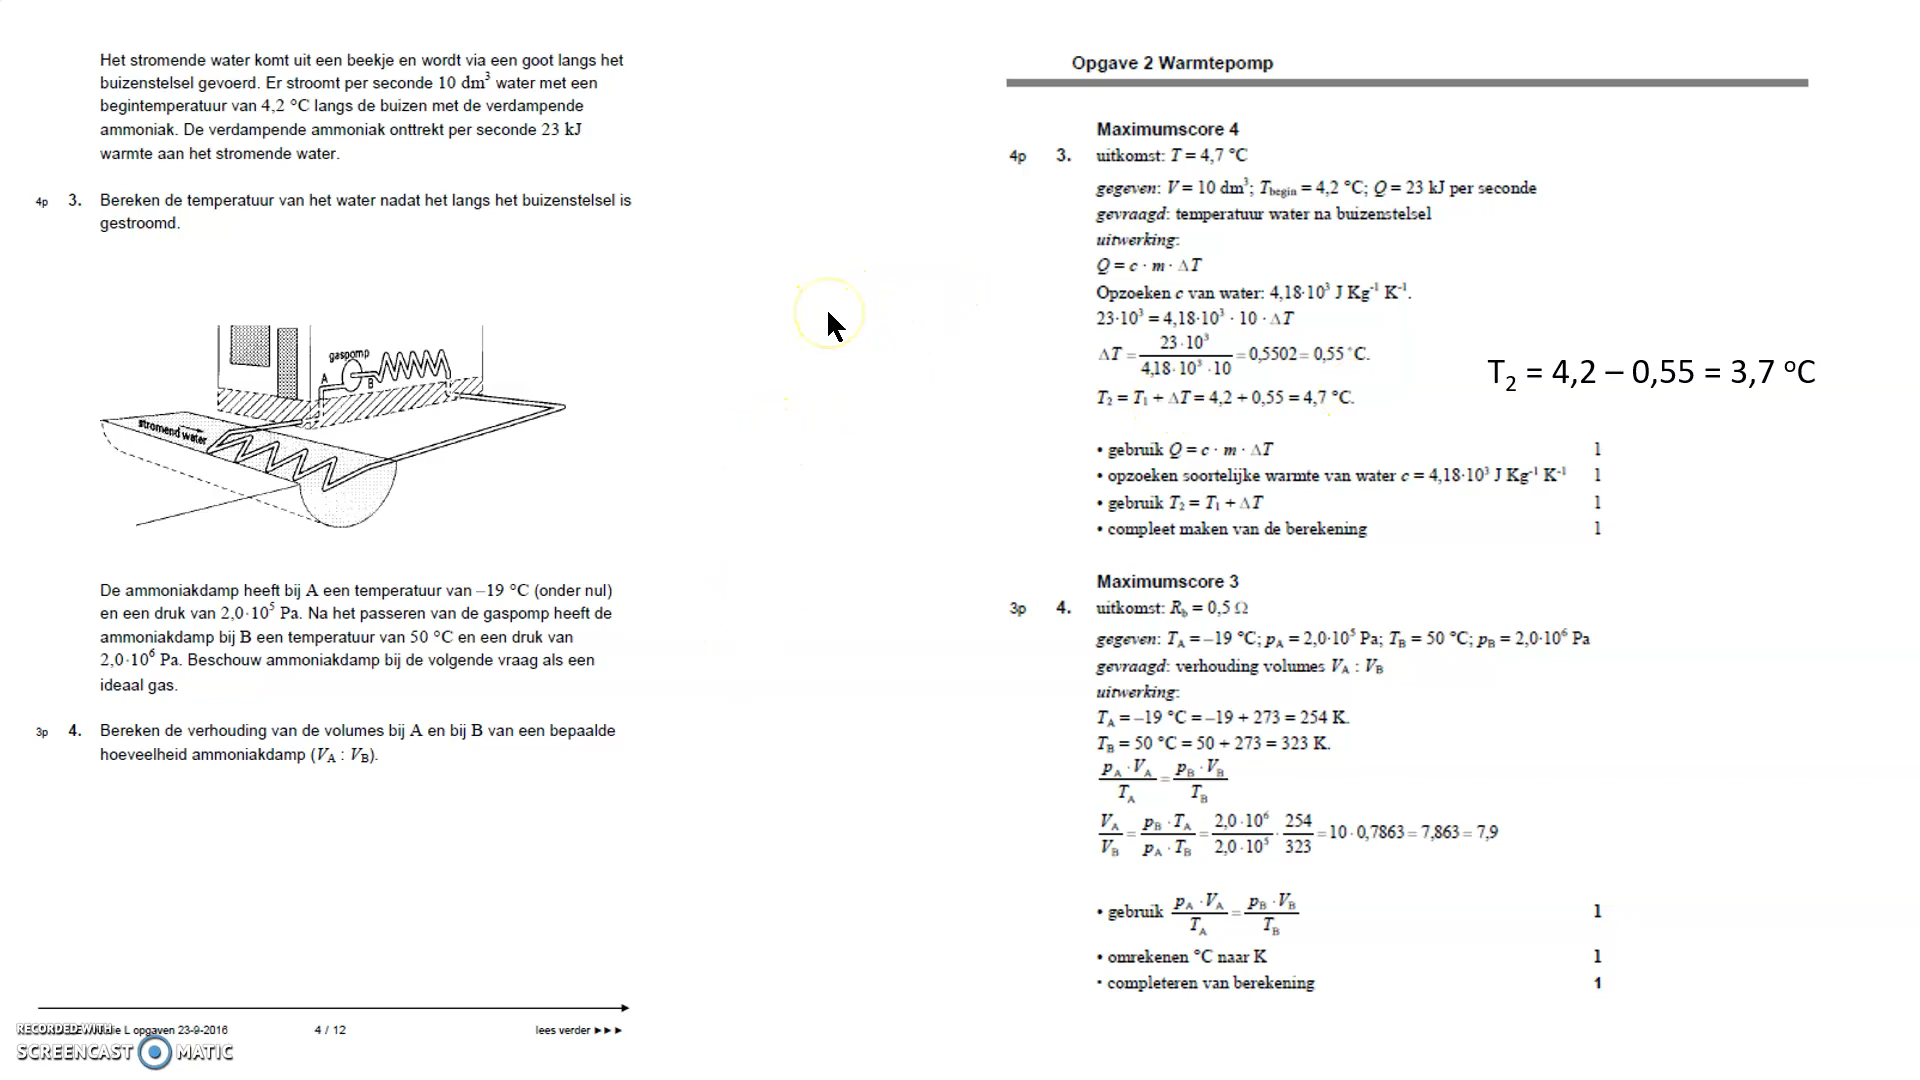 Het stromende water komt uit een beekje en wordt via een goot langs het
buizenstelsel gevoerd. Er stroomt per seconde 10 dm³ water met een
begintemperatuur van 4,2 °C langs de buizen met de verdampende
ammoniak. De verdampende ammoniak onttrekt per seconde 23 kJ
warmte aan het stromende water.
4p 3. Bereken de temperatuur van het water nadat het langs het buizenstelsel is
gestroomd.
gaspomp
A
B
stromend water
De ammoniakdamp heeft bij A een temperatuur van –19 °C (onder nul)
en een druk van 2,0·10⁵ Pa. Na het passeren van de gaspomp heeft de
ammoniakdamp bij B een temperatuur van 50 °C en een druk van
2,0·10⁶ Pa. Beschouw ammoniakdamp bij de volgende vraag als een
ideaal gas.
3p 4. Bereken de verhouding van de volumes bij A en bij B van een bepaalde
hoeveelheid ammoniakdamp (V_A : V_B).
L opgaven 23-9-2016 4 / 12 lees verder ►►►
RECORDED WITH
SCREENCAST MATIC
Opgave 2 Warmtepomp
Maximumscore 4
4p 3. uitkomst: T = 4,7 °C
gegeven: V = 10 dm³; T_begin = 4,2 °C; Q = 23 kJ per seconde
gevraagd: temperatuur water na buizenstelsel
uitwerking:
Q = c · m · ΔT
Opzoeken c van water: 4,18·10³ J Kg⁻¹ K⁻¹.
23·10³ = 4,18·10³ · 10 · ΔT
ΔT = 23·10³ / 4,18·10³·10 = 0,5502 = 0,55 °C.
T₂ = T₁ + ΔT = 4,2 + 0,55 = 4,7 °C.
T₂ = 4,2 – 0,55 = 3,7 °C
• gebruik Q = c · m · ΔT 1
• opzoeken soortelijke warmte van water c = 4,18·10³ J Kg⁻¹ K⁻¹ 1
• gebruik T₂ = T₁ + ΔT 1
• compleet maken van de berekening 1
Maximumscore 3
3p 4. uitkomst: R_b = 0,5 Ω
gegeven: T_A = –19 °C; p_A = 2,0·10⁵ Pa; T_B = 50 °C; p_B = 2,0·10⁶ Pa
gevraagd: verhouding volumes V_A : V_B
uitwerking:
T_A = –19 °C = –19 + 273 = 254 K.
T_B = 50 °C = 50 + 273 = 323 K.
p_A · V_A / T_A = p_B · V_B / T_B
V_A / V_B = p_B · T_A / p_A · T_B = 2,0·10⁶ / 2,0·10⁵ · 254 / 323 = 10 · 0,7863 = 7,863 = 7,9
• gebruik p_A · V_A / T_A = p_B · V_B / T_B 1
• omrekenen °C naar K 1
• completeren van berekening 1